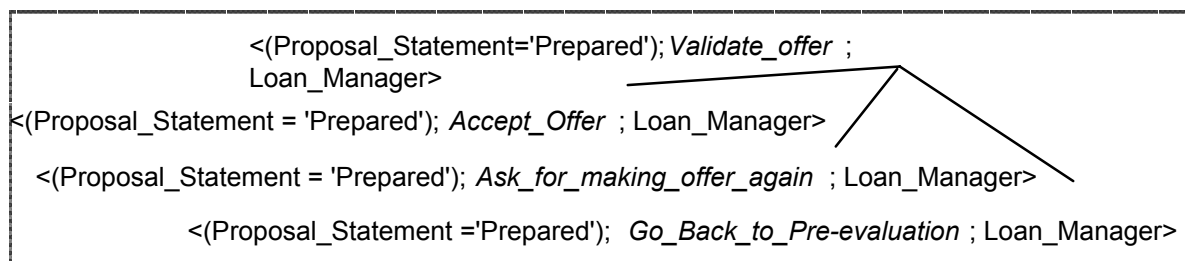 <(Proposal_Statement='Prepared'); Validate_offer ;
Loan_Manager>
<(Proposal_Statement = 'Prepared'); Accept_Offer ; Loan_Manager>
<(Proposal_Statement = 'Prepared'); Ask_for_making_offer_again ; Loan_Manager>
<(Proposal_Statement ='Prepared'); Go_Back_to_Pre-evaluation ; Loan_Manager>